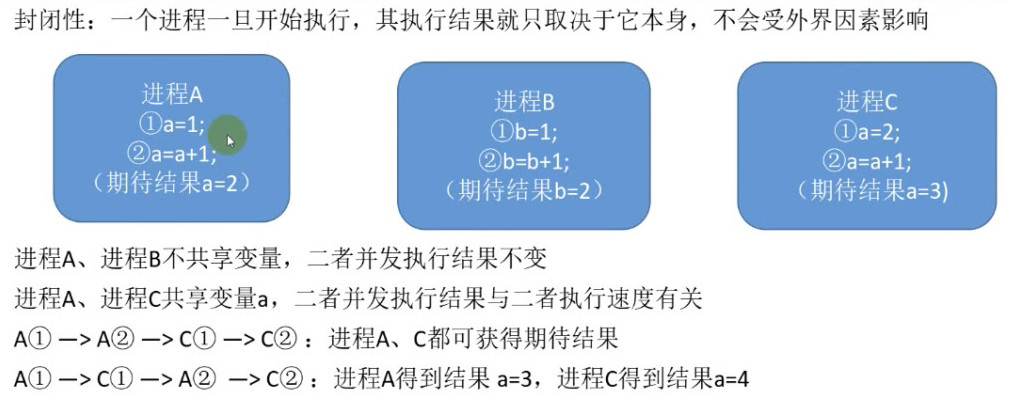 封闭性：一个进程一旦开始执行，其执行结果就只取决于它本身，不会受外界因素影响
进程A
①a=1;
②a=a+1;
（期待结果a=2）
进程B
①b=1;
②b=b+1;
（期待结果b=2）
进程C
①a=2;
②a=a+1;
（期待结果a=3)
进程A、进程B不共享变量，二者并发执行结果不变
进程A、进程C共享变量a，二者并发执行结果与二者执行速度有关
A① —> A② —> C① —> C②：进程A、C都可获得期待结果
A① —> C① —> A② —> C②：进程A得到结果 a=3，进程C得到结果a=4